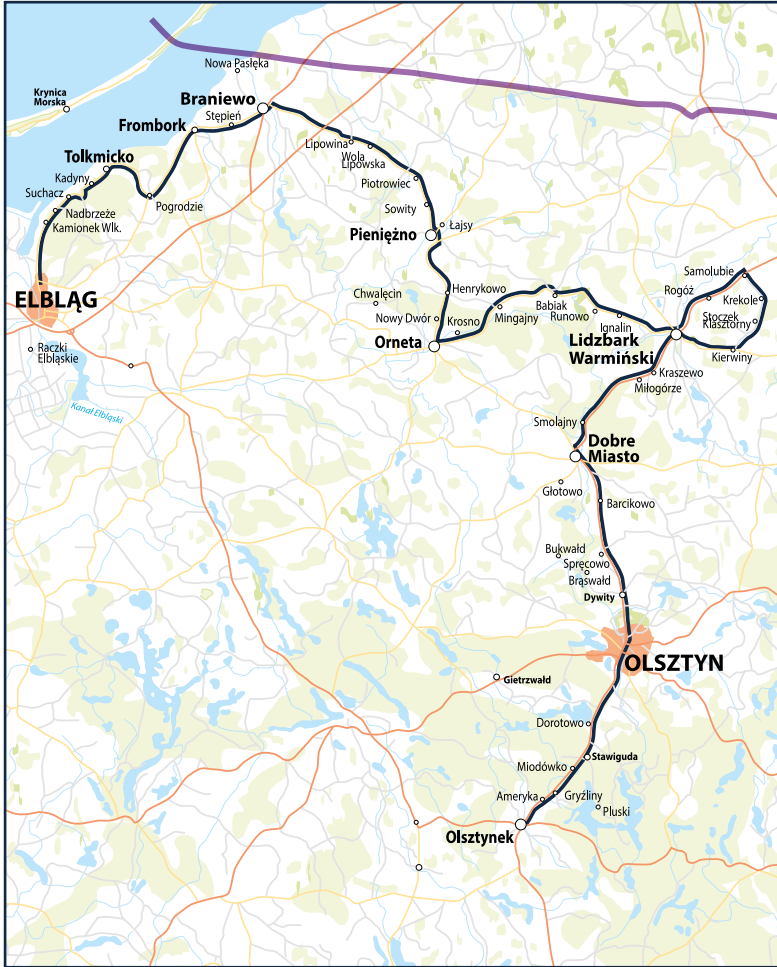 Nowa Pasłęka
Krynica
Morska
Braniewo
Stępień
Frombork
Lipowina
Wola
Lipowska
Tolkmicko
Kadyny
Piotrowiec
Suchacz
Pogrodzie
Sowity
Nadbrzeże
Łajsy
Kamionek Wlk.
Pieniężno
Samolubie
Henrykowo
Rogóż
Krekole
ELBLĄG
Chwalęcin
Babiak
Mingajny
Runowo
Stoczek
Klasztorny
Nowy Dwór
Krosno
Ignalin
Orneta
Lidzbark
Warmiński
Raczki
Elbląskie
Kierwiny
Kraszewo
Miłogórze
Kanał Elbląski
Smolajny
Dobre
Miasto
Głotowo
Barcikowo
Bukwałd
Spręcowo
Brąswałd
Dywity
OLSZTYN
Gietrzwałd
Dorotowo
Stawiguda
Miodówko
Ameryka
Gryźliny
Pluski
Olsztynek